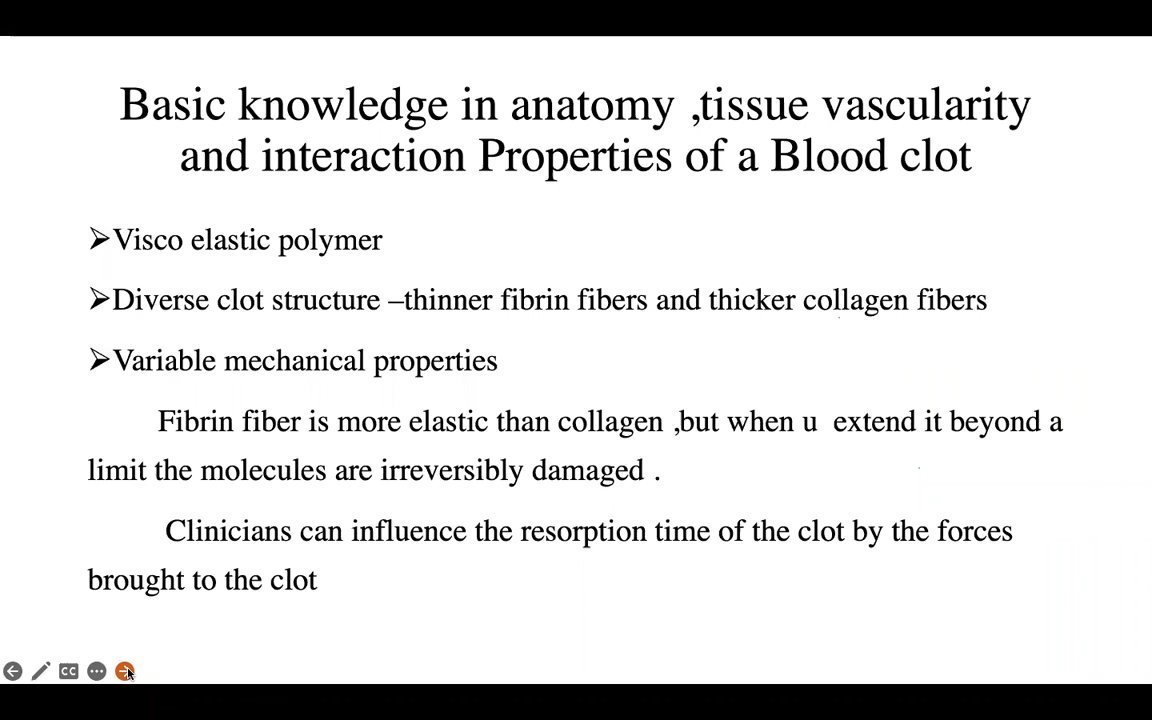 Basic knowledge in anatomy ,tissue vascularity
and interaction Properties of a Blood clot
➢Visco elastic polymer
➢Diverse clot structure –thinner fibrin fibers and thicker collagen fibers
➢Variable mechanical properties
Fibrin fiber is more elastic than collagen ,but when u extend it beyond a
limit the molecules are irreversibly damaged .
Clinicians can influence the resorption time of the clot by the forces
brought to the clot
CC